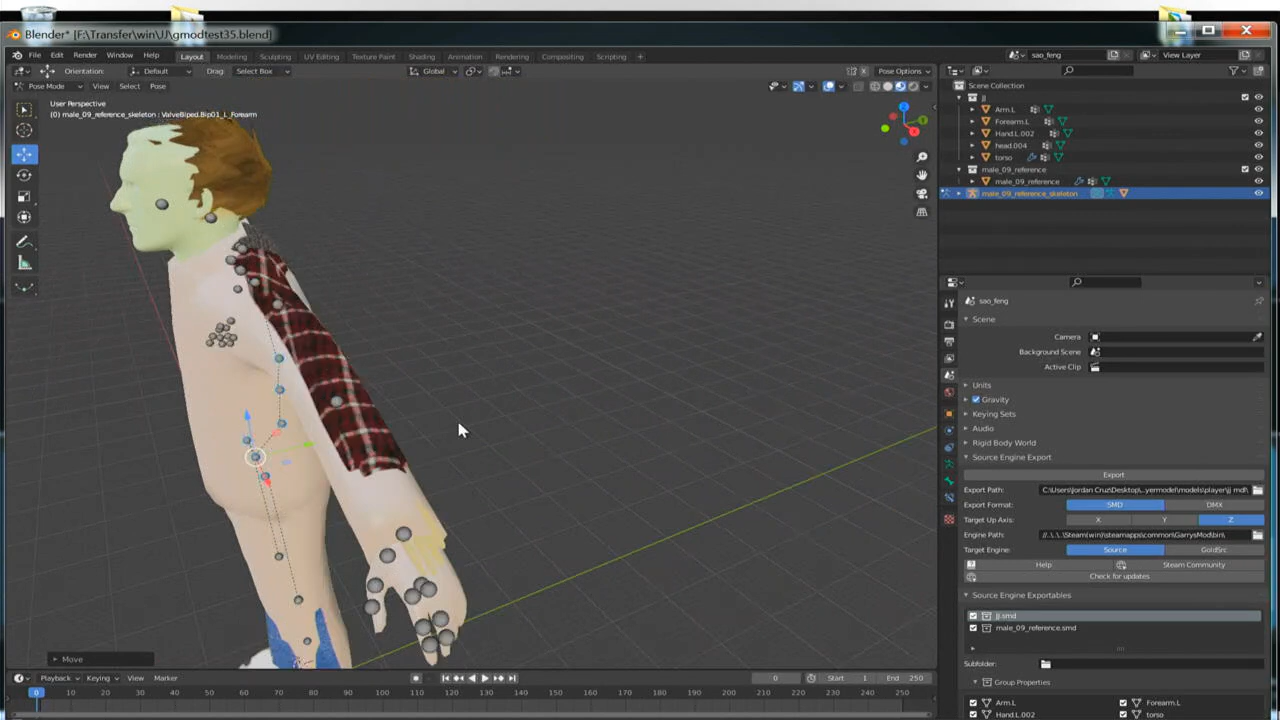 Blender* [F:\Transfer\win\JJ\gmodtest35.blend]
File Edit Render Window Help Layout Modeling Sculpting UV Editing Texture Paint Shading Animation Rendering Compositing Scripting + sao_feng View Layer
Orientation: Default Drag: Select Box Global Pose Options
Pose Mode View Select Pose
User Perspective
(0) male_09_reference_skeleton : ValveBiped.Bip01_L_Forearm
Scene Collection
JJ
Arm.L
Forearm.L
Hand.L.002
head.004
torso
male_09_reference
male_09_reference
male_09_reference_skeleton
sao_feng
Scene
Camera
Background Scene
Active Clip
Units
Gravity
Keying Sets
Audio
Rigid Body World
Source Engine Export
Export
Export Path: C:\Users\Jordan Cruz\Desktop\...yermodel\models\player\jj mdl\
Export Format: SMD DMX
Target Up Axis: X Y Z
Engine Path: //..\..\..\Steam(win)\steamapps\common\GarrysMod\bin\
Target Engine: Source GoldSrc
Help Steam Community
Check for updates
Source Engine Exportables
JJ.smd
male_09_reference.smd
Subfolder:
Group Properties
Arm.L Forearm.L
Hand.L.002 torso
Move
Playback Keying View Marker 0 Start 1 End 250
0 10 20 30 40 50 60 70 80 90 100 110 120 130 140 150 160 170 180 190 200 210 220 230 240 250